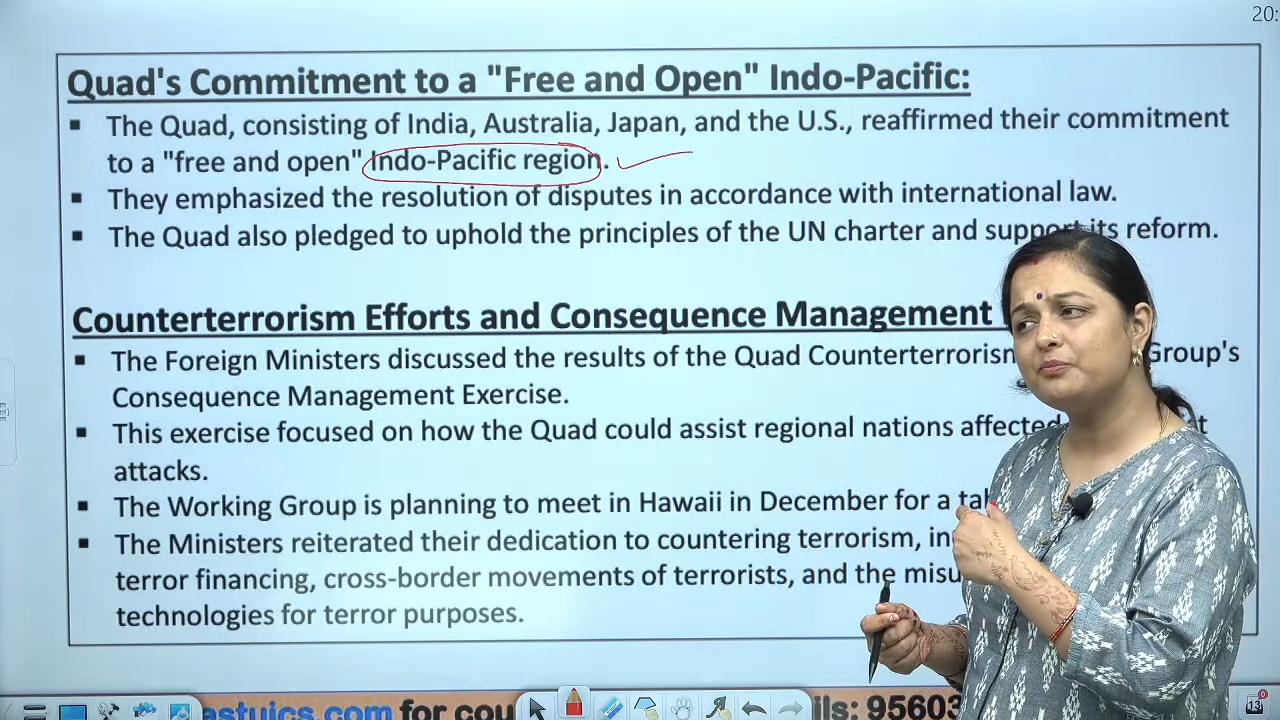 20:
Quad's Commitment to a "Free and Open" Indo-Pacific:
▪ The Quad, consisting of India, Australia, Japan, and the U.S., reaffirmed their commitment
to a "free and open" Indo-Pacific region.
▪ They emphasized the resolution of disputes in accordance with international law.
▪ The Quad also pledged to uphold the principles of the UN charter and support its reform.
Counterterrorism Efforts and Consequence Management
▪ The Foreign Ministers discussed the results of the Quad Counterterrorism Group's
Consequence Management Exercise.
▪ This exercise focused on how the Quad could assist regional nations affected
attacks.
▪ The Working Group is planning to meet in Hawaii in December for a
▪ The Ministers reiterated their dedication to countering terrorism,
terror financing, cross-border movements of terrorists, and the
technologies for terror purposes.
for cou
ils: 95603
13